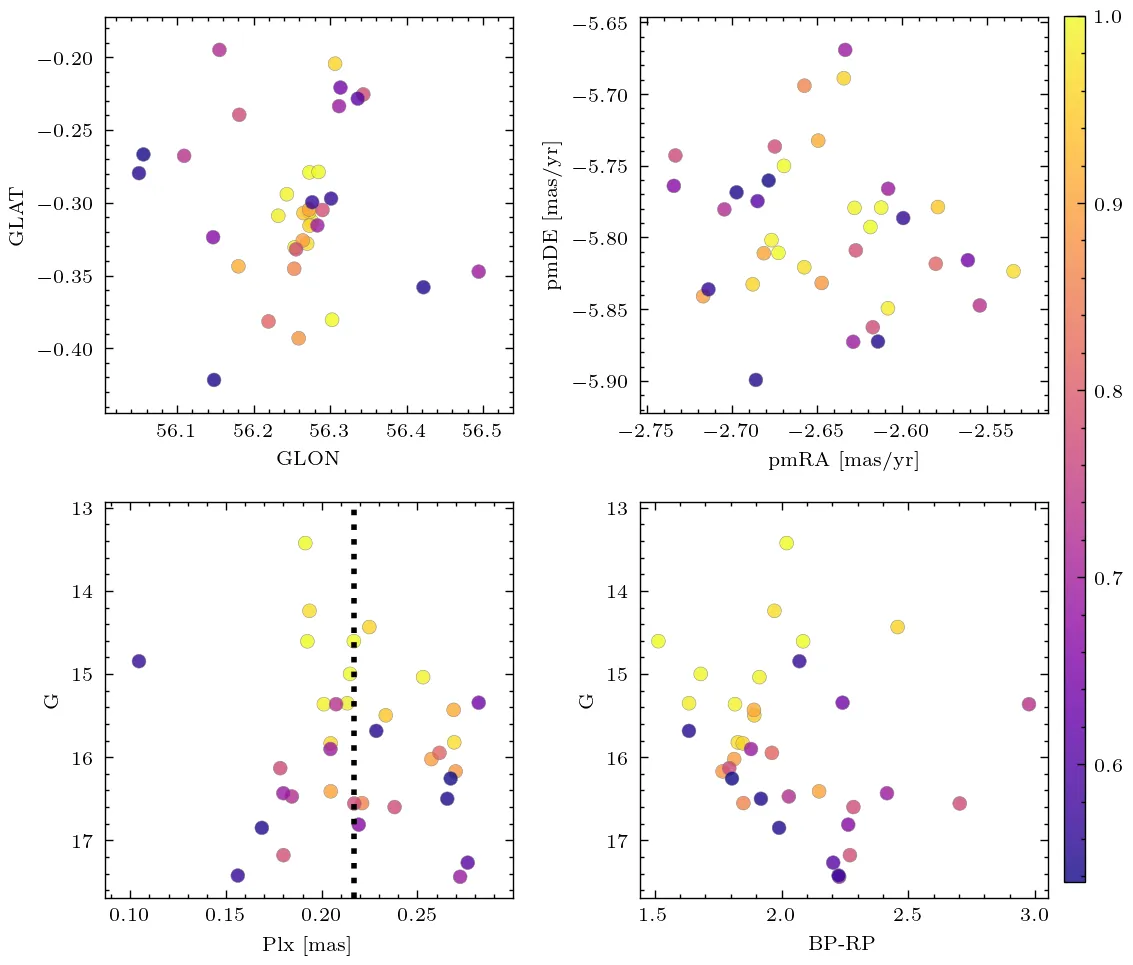 −0.20
−0.25
−0.30
−0.35
−0.40
GLAT
56.1 56.2 56.3 56.4 56.5
GLON
−5.65
−5.70
−5.75
−5.80
−5.85
−5.90
pmDE [mas/yr]
−2.75 −2.70 −2.65 −2.60 −2.55
pmRA [mas/yr]
13
14
15
16
17
G
0.10 0.15 0.20 0.25
Plx [mas]
13
14
15
16
17
G
1.5 2.0 2.5 3.0
BP-RP
1.0
0.9
0.8
0.7
0.6